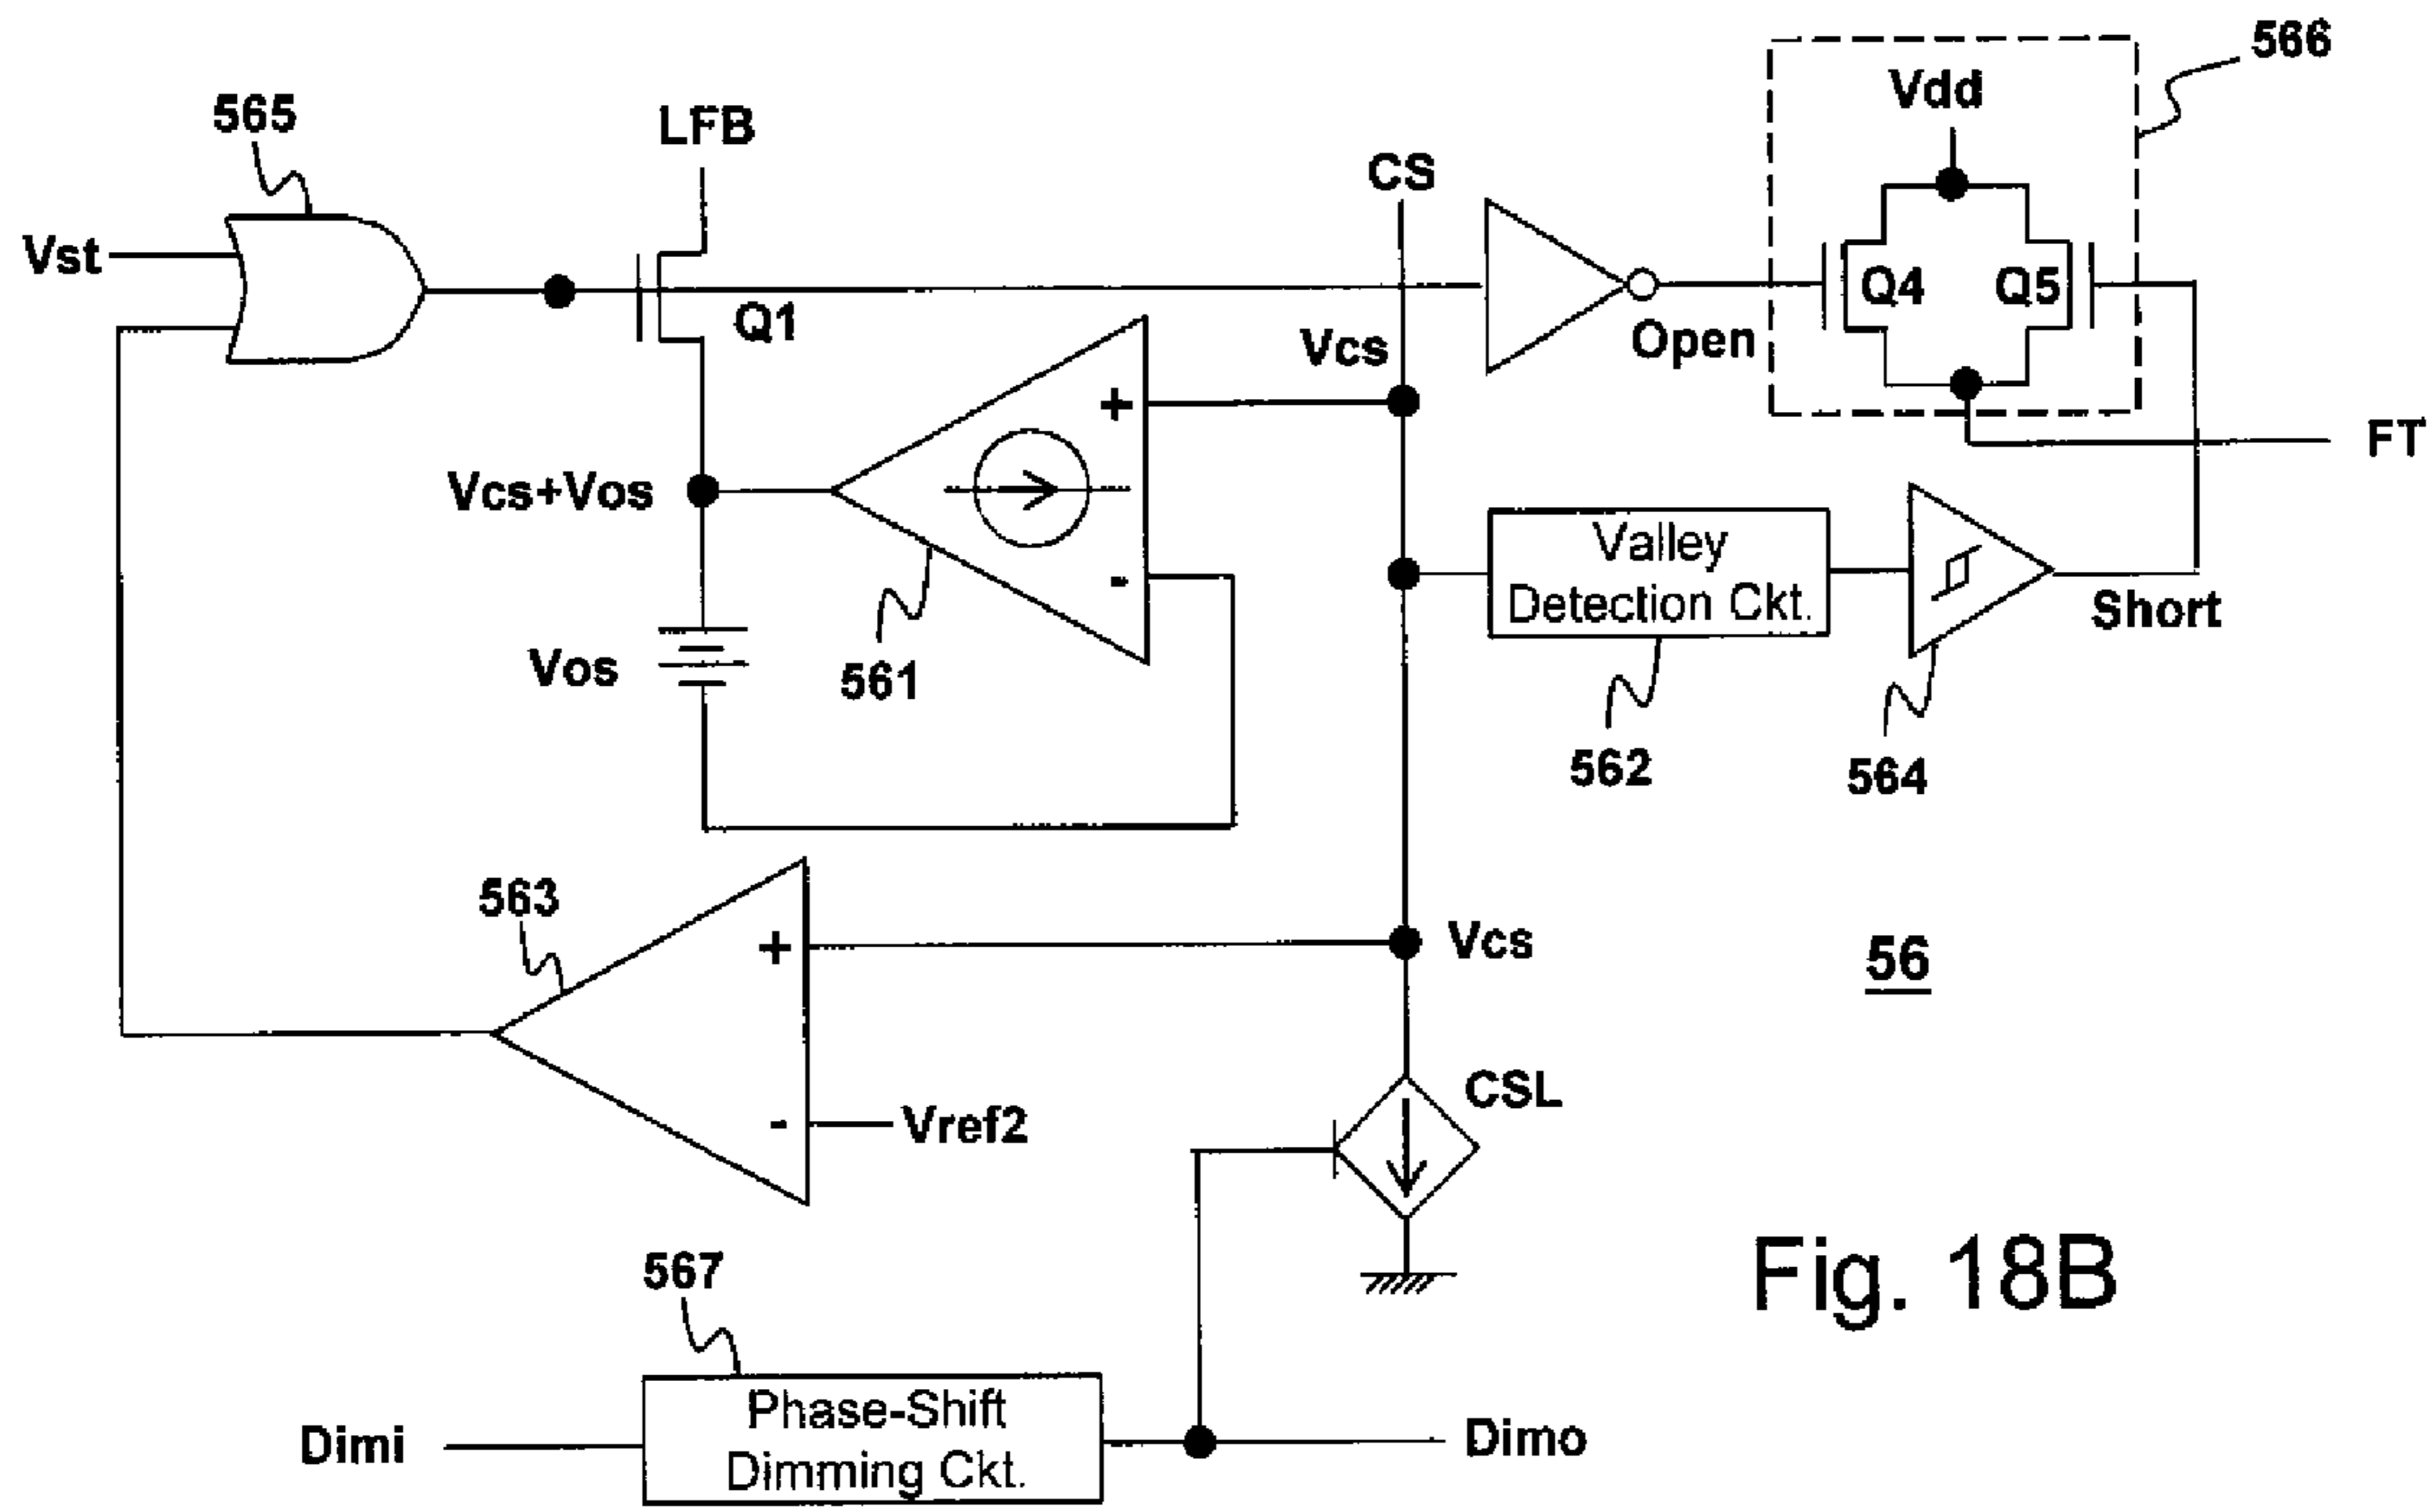 566
Vdd
565
LFB
CS
Vst
Q4
Q5
Q1
Vcs
Open
+
FT
Vcs+Vos
Valley
Detection Ckt.
-
Short
Vos
561
562
564
563
+
Vcs
56
CSL
-
Vref2
567
Fig. 18B
Phase-Shift
Dimming Ckt.
Dimi
Dimo